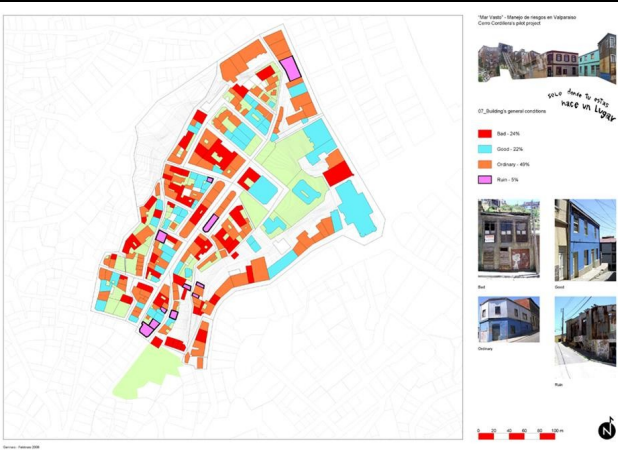 "Mar Vasto" - Manejo de riesgos en Valparaíso
Cerro Cordillera's pilot project
solo donde tu estas
nace un lugar
07_Building's general conditions
Bad - 24%
Good - 22%
Ordinary - 49%
Ruin - 5%
Bad
Good
Ordinary
Ruin
0 20 40 60 80 100 m
N